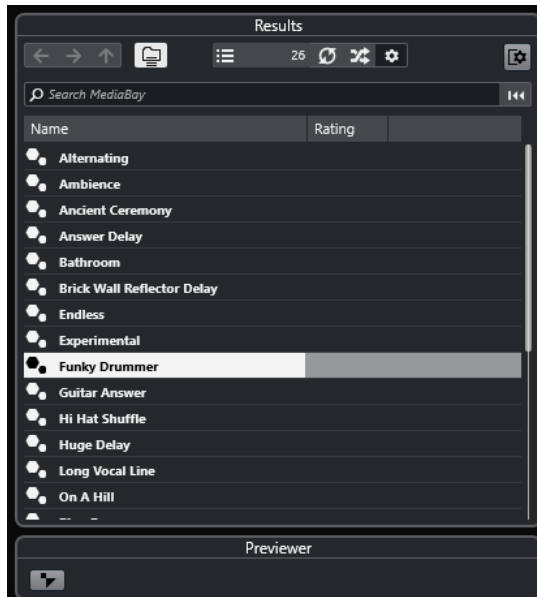 Results
26
Search MediaBay
Name Rating
Alternating
Ambience
Ancient Ceremony
Answer Delay
Bathroom
Brick Wall Reflector Delay
Endless
Experimental
Funky Drummer
Guitar Answer
Hi Hat Shuffle
Huge Delay
Long Vocal Line
On A Hill
Previewer